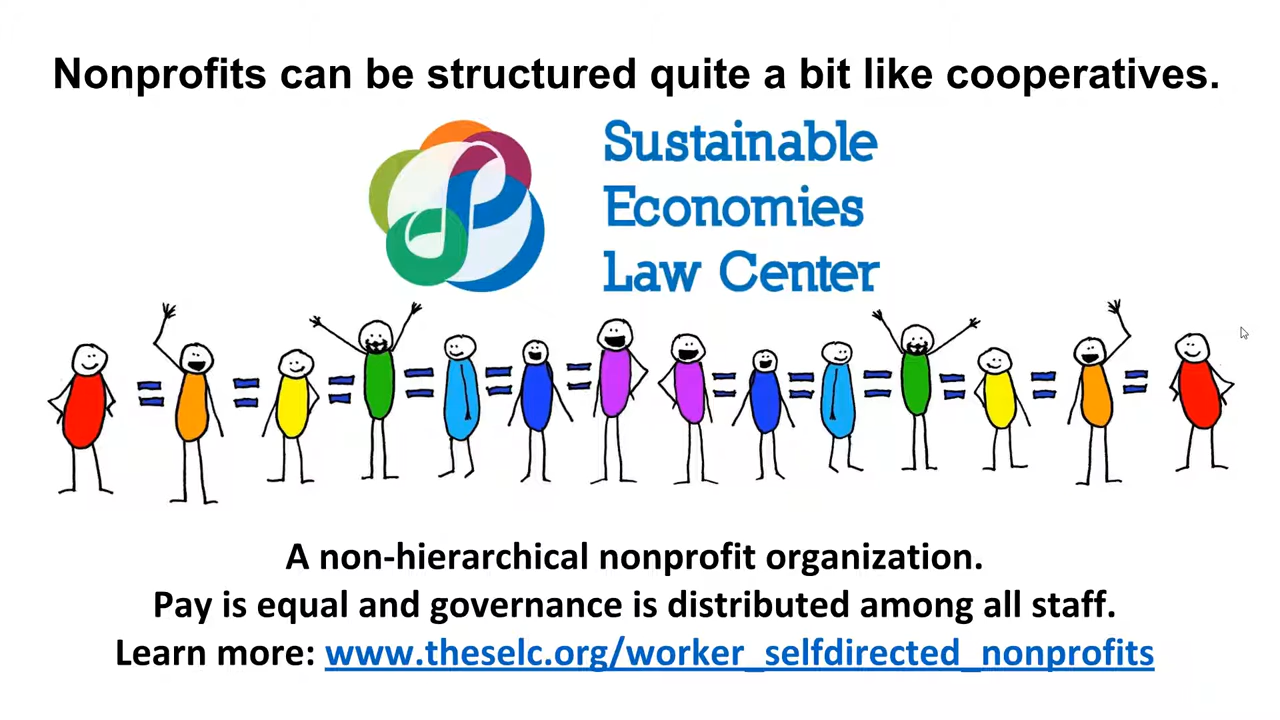 Nonprofits can be structured quite a bit like cooperatives.
Sustainable
Economies
Law Center
A non-hierarchical nonprofit organization.
Pay is equal and governance is distributed among all staff.
Learn more: www.theselc.org/worker_selfdirected_nonprofits